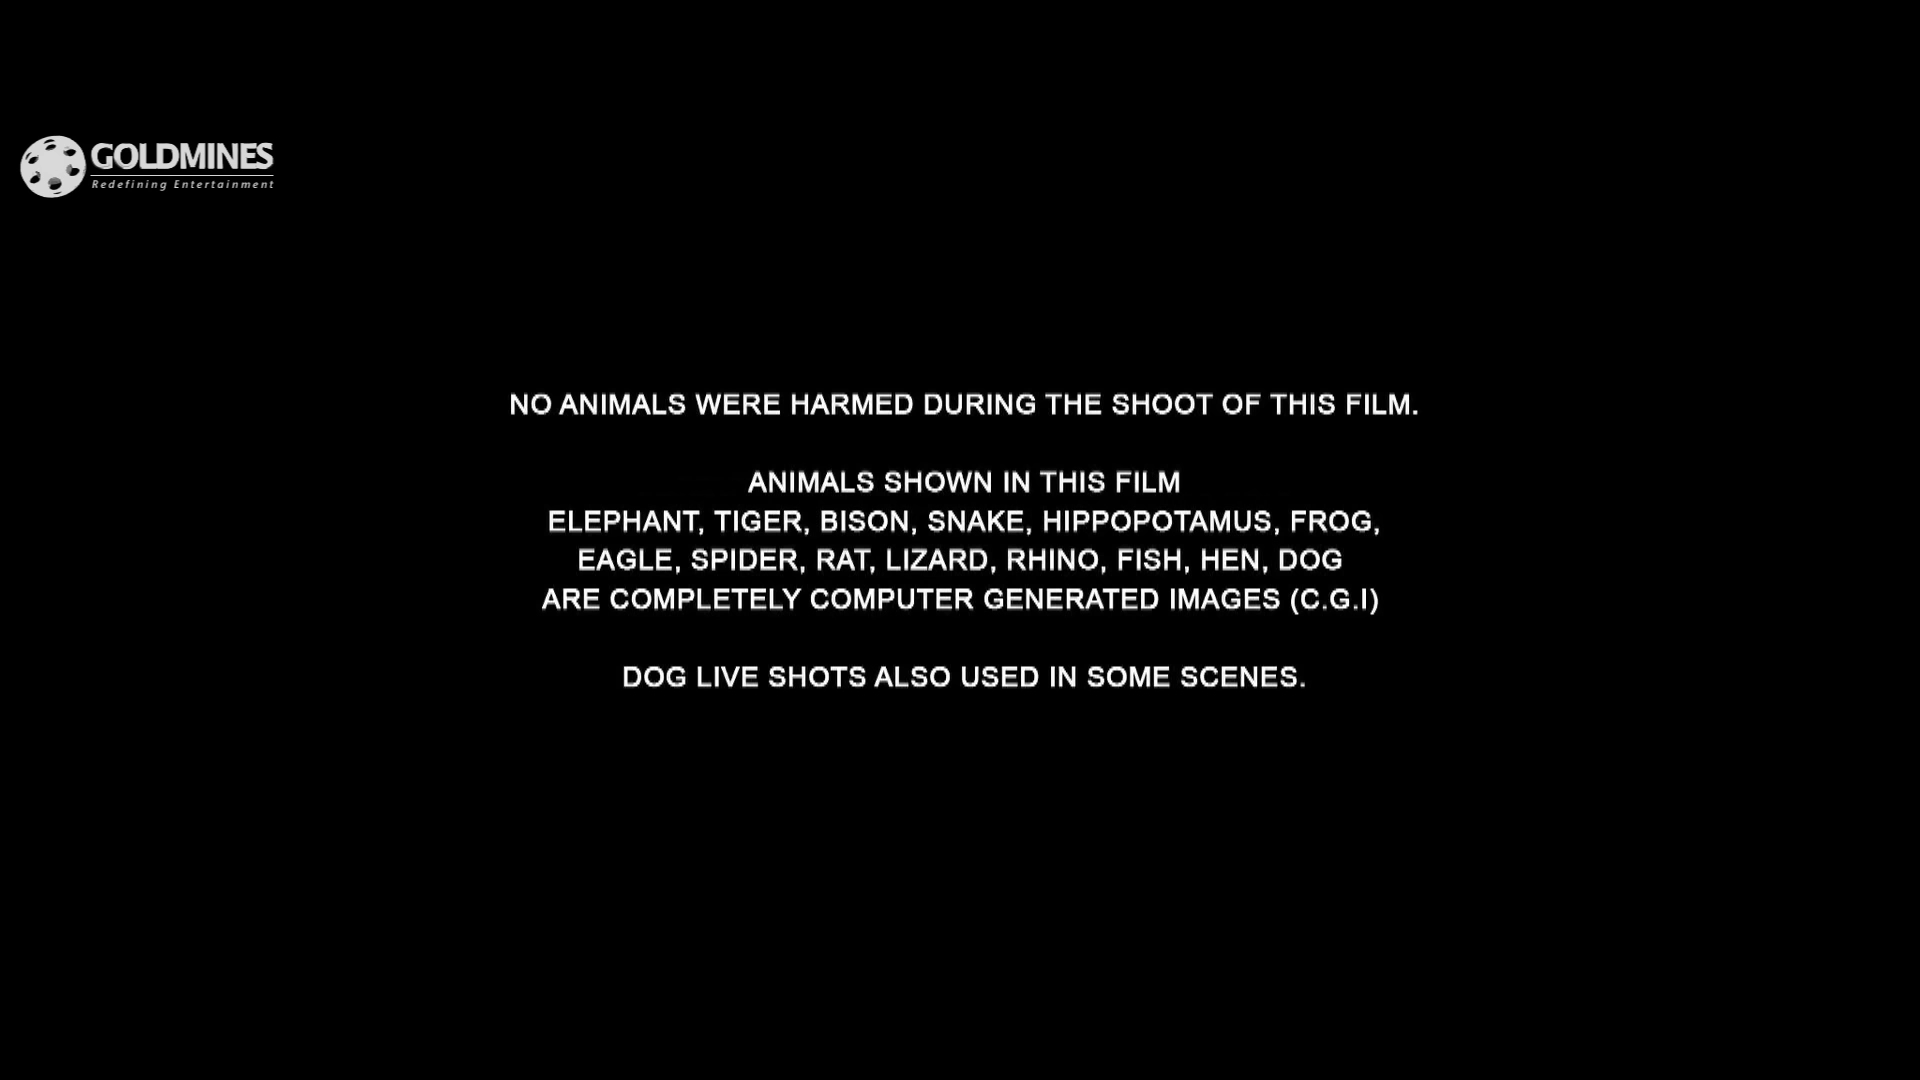 GOLDMINES
Redefining Entertainment
NO ANIMALS WERE HARMED DURING THE SHOOT OF THIS FILM.
ANIMALS SHOWN IN THIS FILM
ELEPHANT, TIGER, BISON, SNAKE, HIPPOPOTAMUS, FROG,
EAGLE, SPIDER, RAT, LIZARD, RHINO, FISH, HEN, DOG
ARE COMPLETELY COMPUTER GENERATED IMAGES (C.G.I)
DOG LIVE SHOTS ALSO USED IN SOME SCENES.